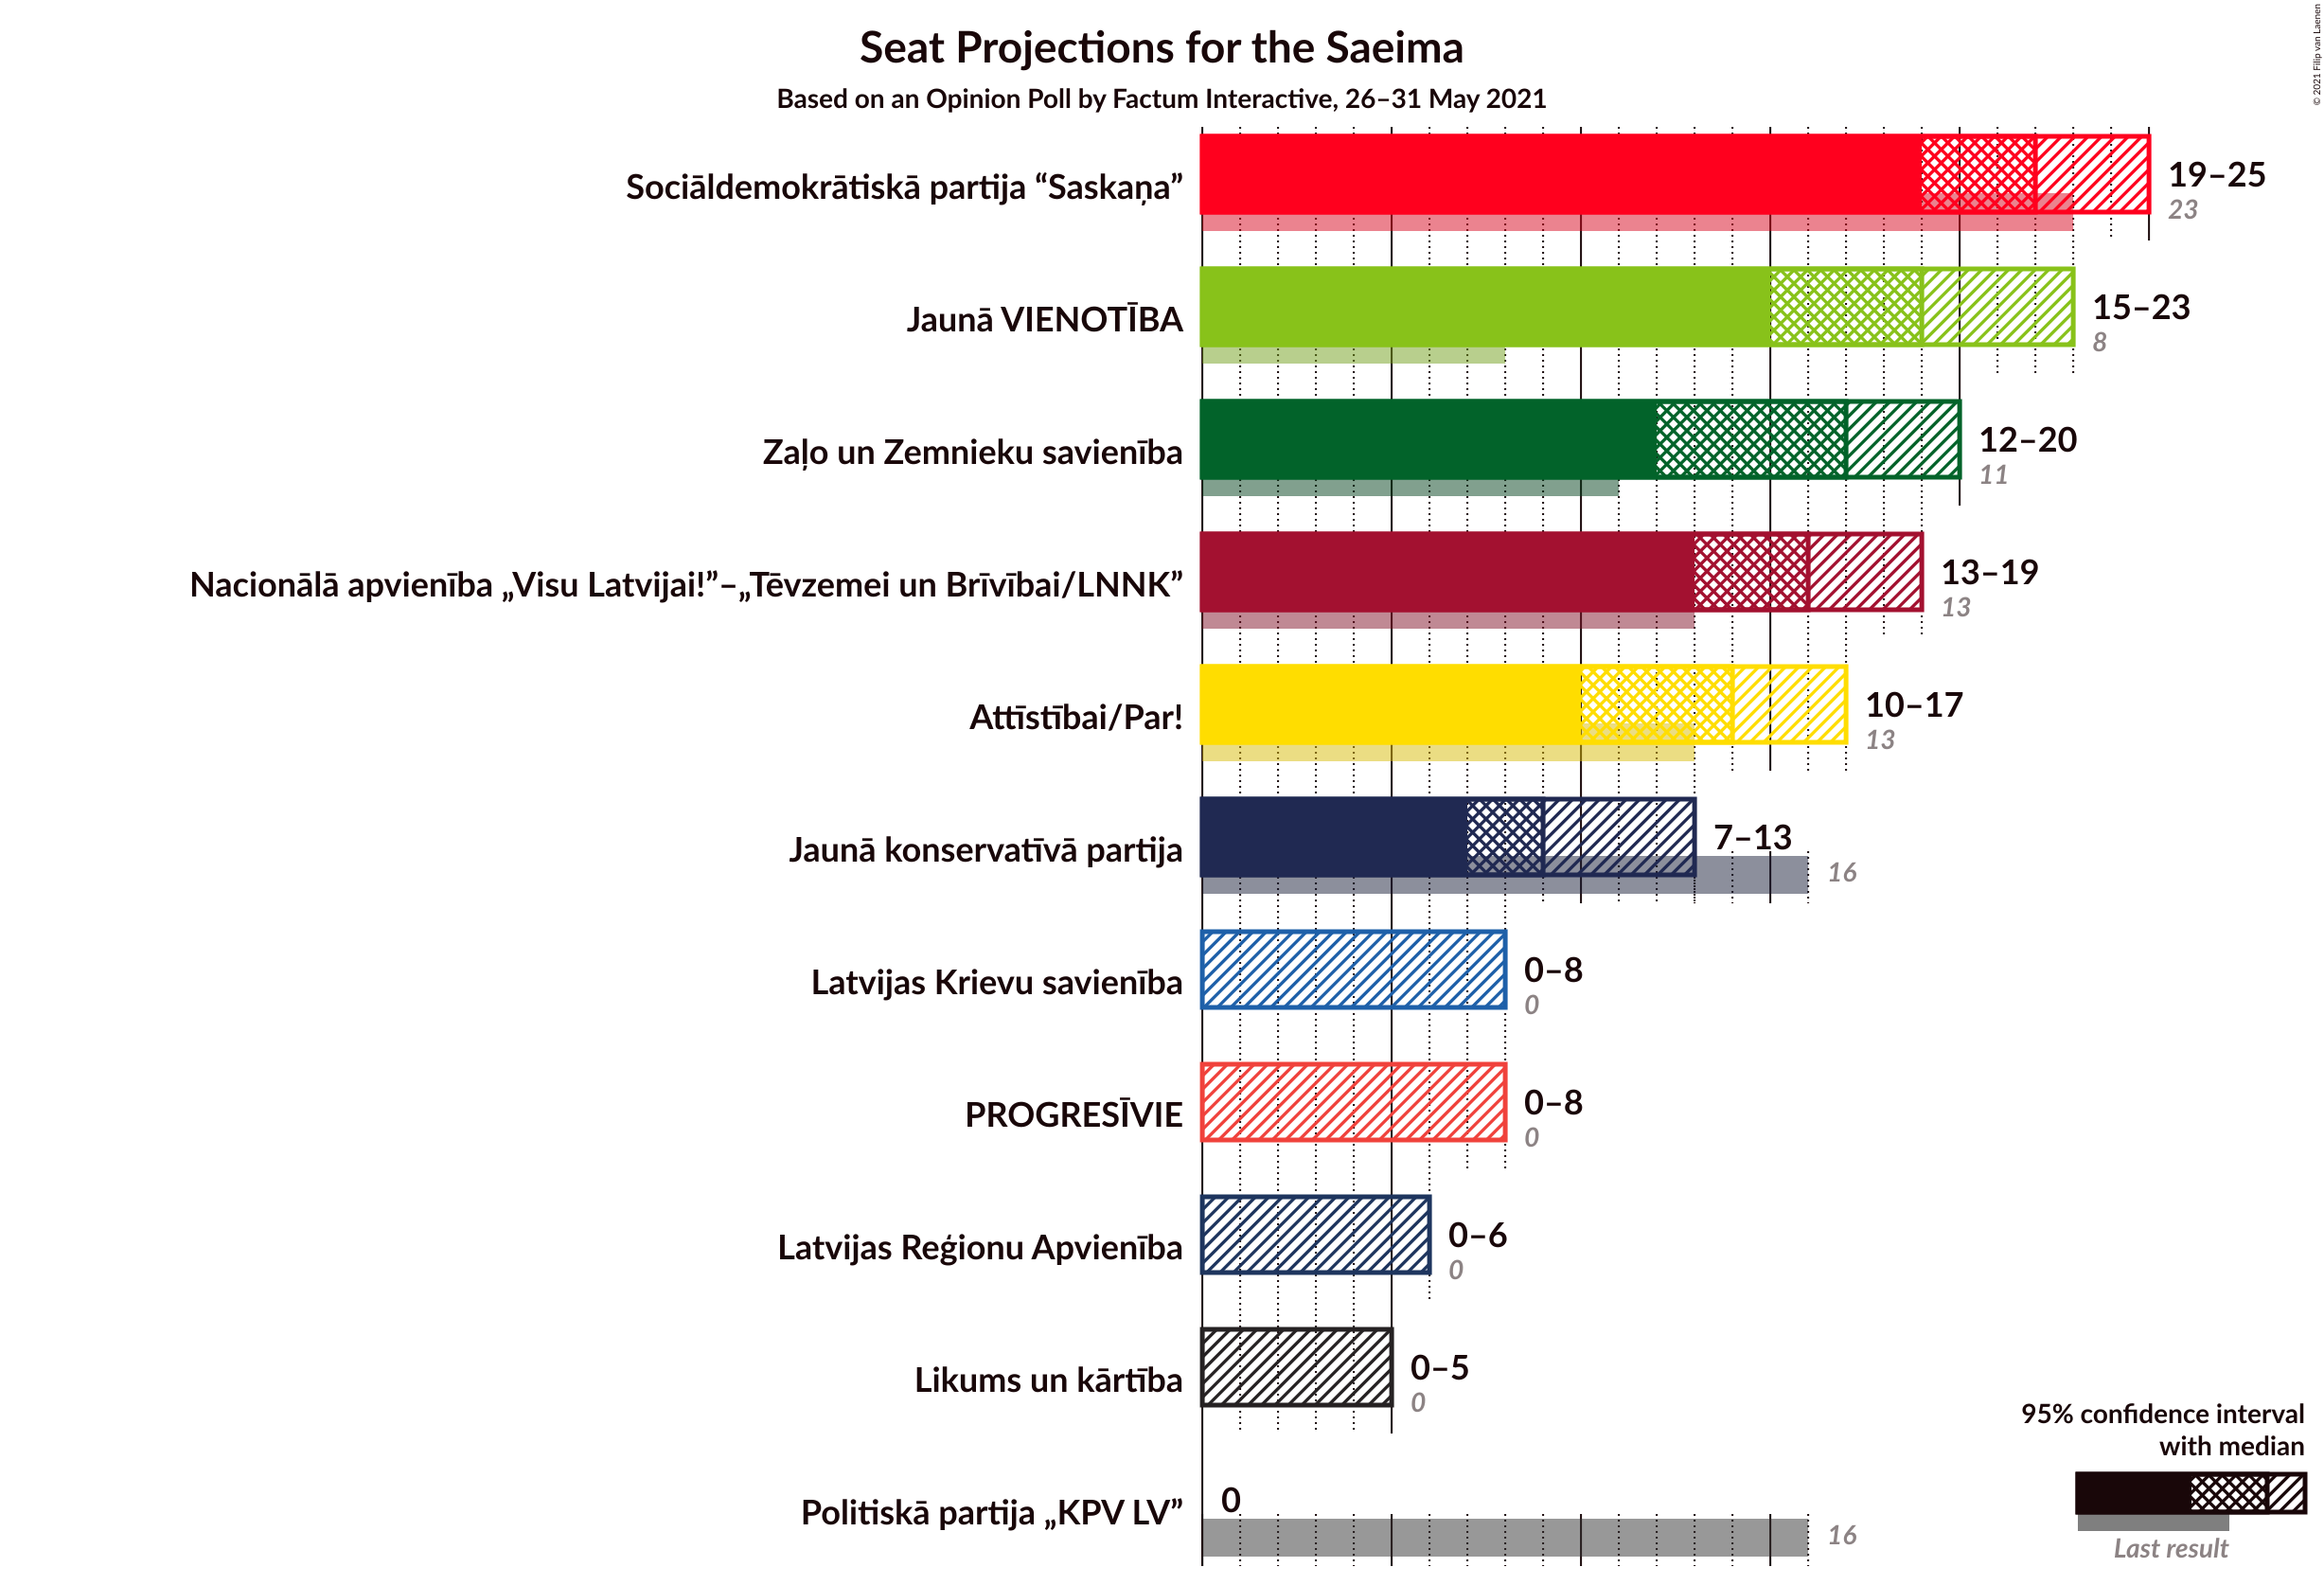 Seat Projections for the Saeima
Based on an Opinion Poll by Factum Interactive, 26–31 May 2021
© 2021 Filip van Laenen
Sociāldemokrātiskā partija “Saskaņa”
19–25
23
Jaunā VIENOTĪBA
15–23
8
Zaļo un Zemnieku savienība
12–20
11
Nacionālā apvienība „Visu Latvijai!”–„Tēvzemei un Brīvībai/LNNK”
13–19
13
Attīstībai/Par!
10–17
13
Jaunā konservatīvā partija
7–13
16
Latvijas Krievu savienība
0–8
0
PROGRESĪVIE
0–8
0
Latvijas Reģionu Apvienība
0–6
0
Likums un kārtība
0–5
0
Politiskā partija „KPV LV”
0
16
95% confidence interval
with median
Last result